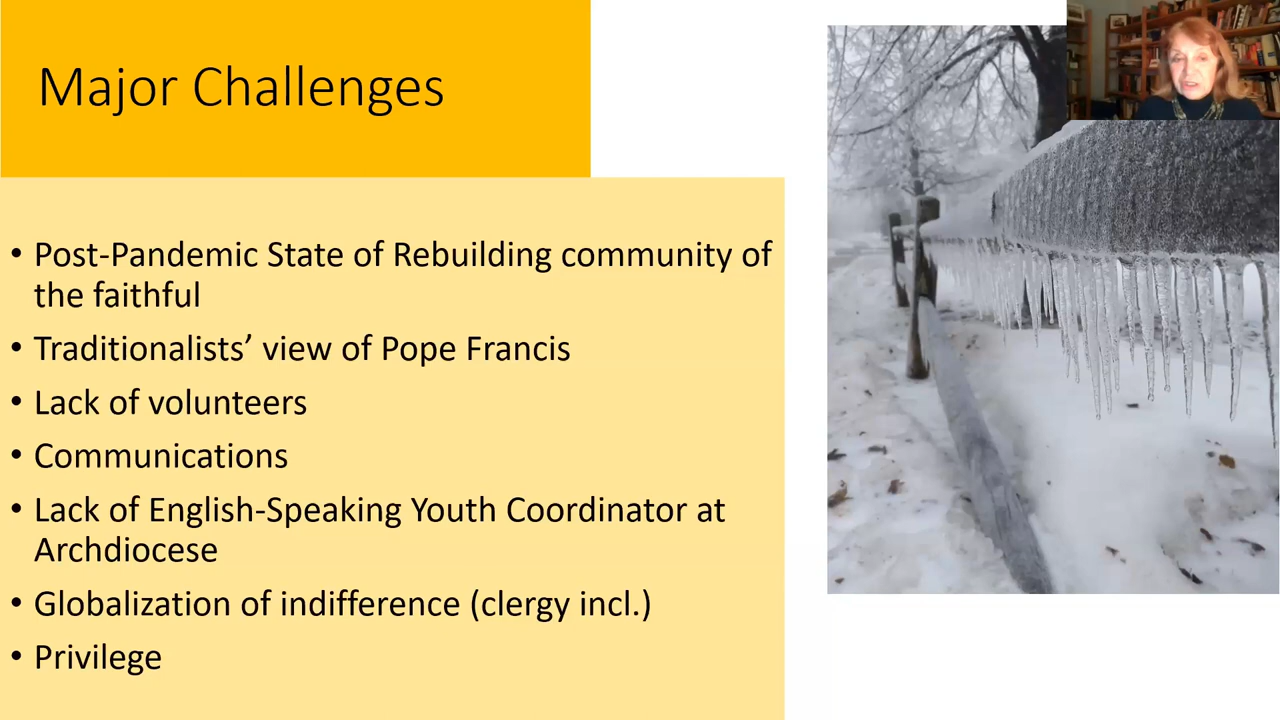 Major Challenges
• Post-Pandemic State of Rebuilding community of
the faithful
• Traditionalists’ view of Pope Francis
• Lack of volunteers
• Communications
• Lack of English-Speaking Youth Coordinator at
Archdiocese
• Globalization of indifference (clergy incl.)
• Privilege